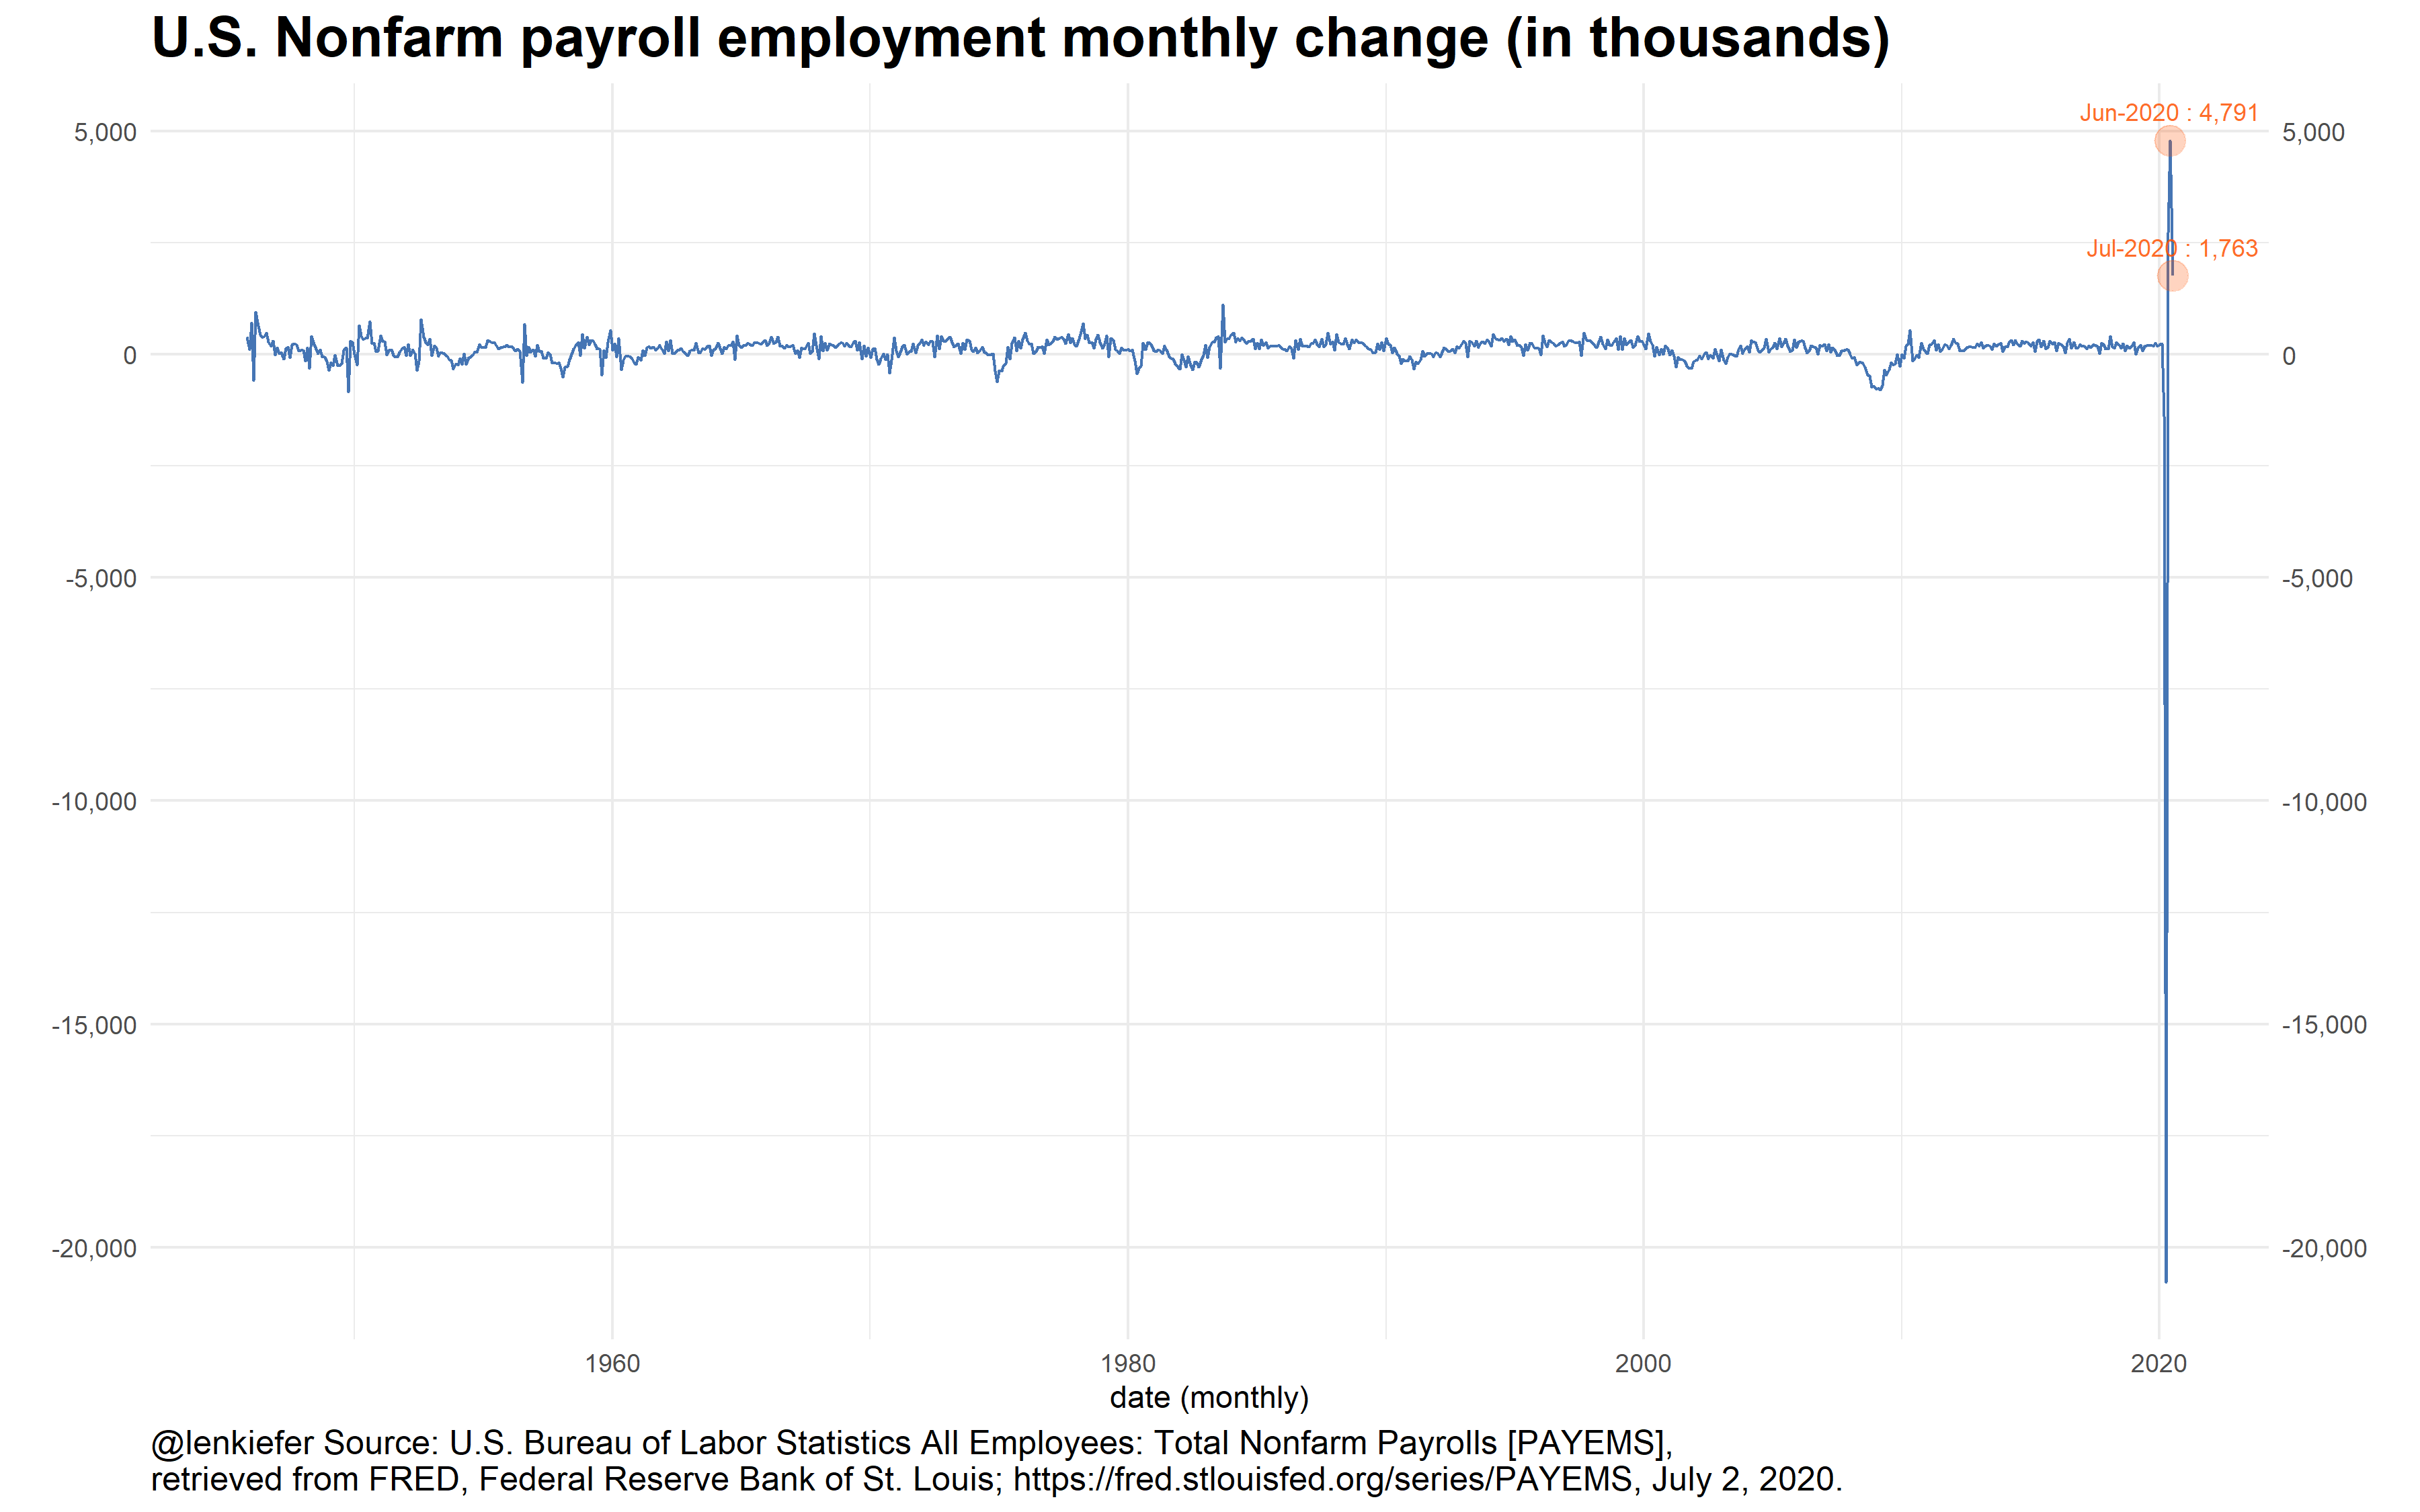 U.S. Nonfarm payroll employment monthly change (in thousands)
Jun-2020 : 4,791
5,000
5,000
Jul-2020 : 1,763
0
0
-5,000
-5,000
-10,000
-10,000
-15,000
-15,000
-20,000
-20,000
1960
1980
2000
2020
date (monthly)
@lenkiefer Source: U.S. Bureau of Labor Statistics All Employees: Total Nonfarm Payrolls [PAYEMS],
retrieved from FRED, Federal Reserve Bank of St. Louis; https://fred.stlouisfed.org/series/PAYEMS, July 2, 2020.